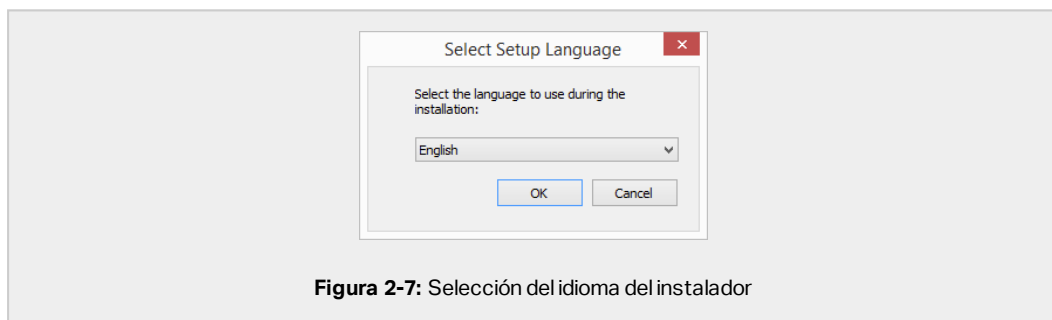 Select Setup Language
Select the language to use during the
installation:
English
OK
Cancel
Figura 2-7: Selección del idioma del instalador